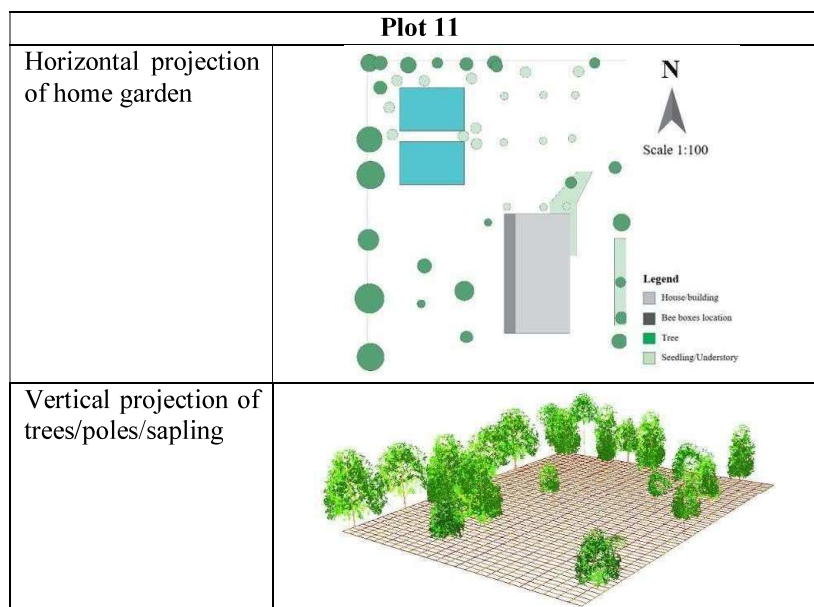 Plot 11
Horizontal projection
of home garden
N
Scale 1:100
Legend
House/building
Bee boxes location
Tree
Seedling/Understory
Vertical projection of
trees/poles/sapling